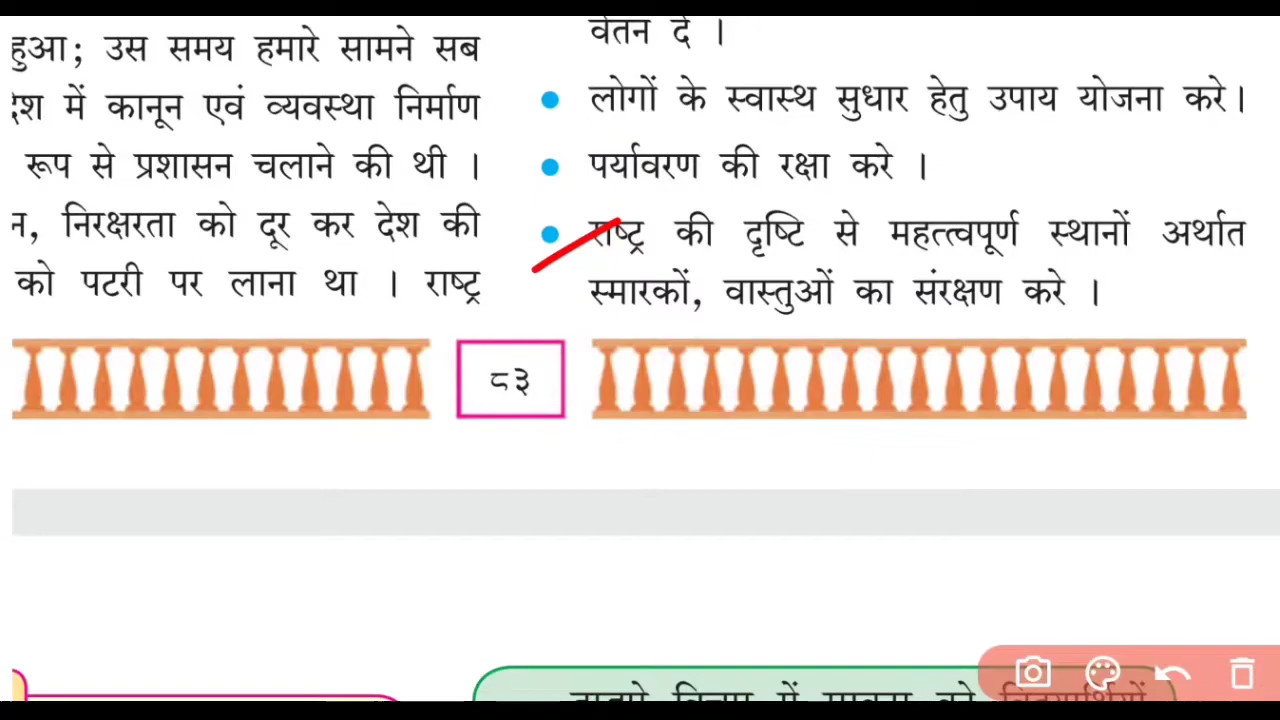 हुआ; उस समय हमारे सामने सब
देश में कानून एवं व्यवस्था निर्माण
रूप से प्रशासन चलाने की थी ।
न, निरक्षरता को दूर कर देश की
को पटरी पर लाना था । राष्ट्र
वेतन दे ।
• लोगों के स्वास्थ सुधार हेतु उपाय योजना करे।
• पर्यावरण की रक्षा करे ।
• राष्ट्र की दृष्टि से महत्त्वपूर्ण स्थानों अर्थात
स्मारकों, वास्तुओं का संरक्षण करे ।
८३